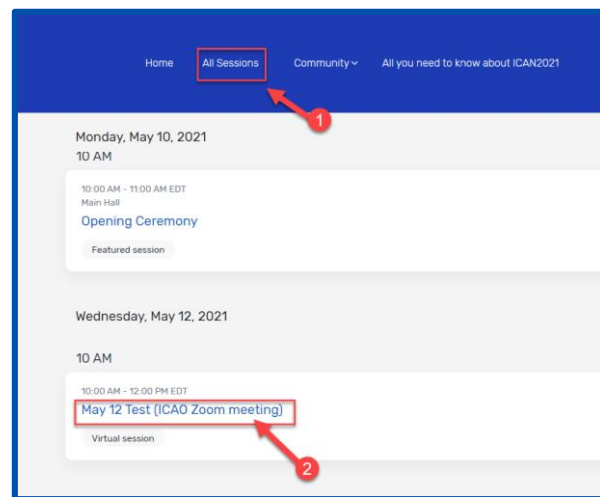 Home All Sessions Community All you need to know about ICAN2021
1
Monday, May 10, 2021
10 AM
10:00 AM - 11:00 AM EDT
Main Hall
Opening Ceremony
Featured session
Wednesday, May 12, 2021
10 AM
10:00 AM - 12:00 PM EDT
May 12 Test (ICAO Zoom meeting)
Virtual session
2